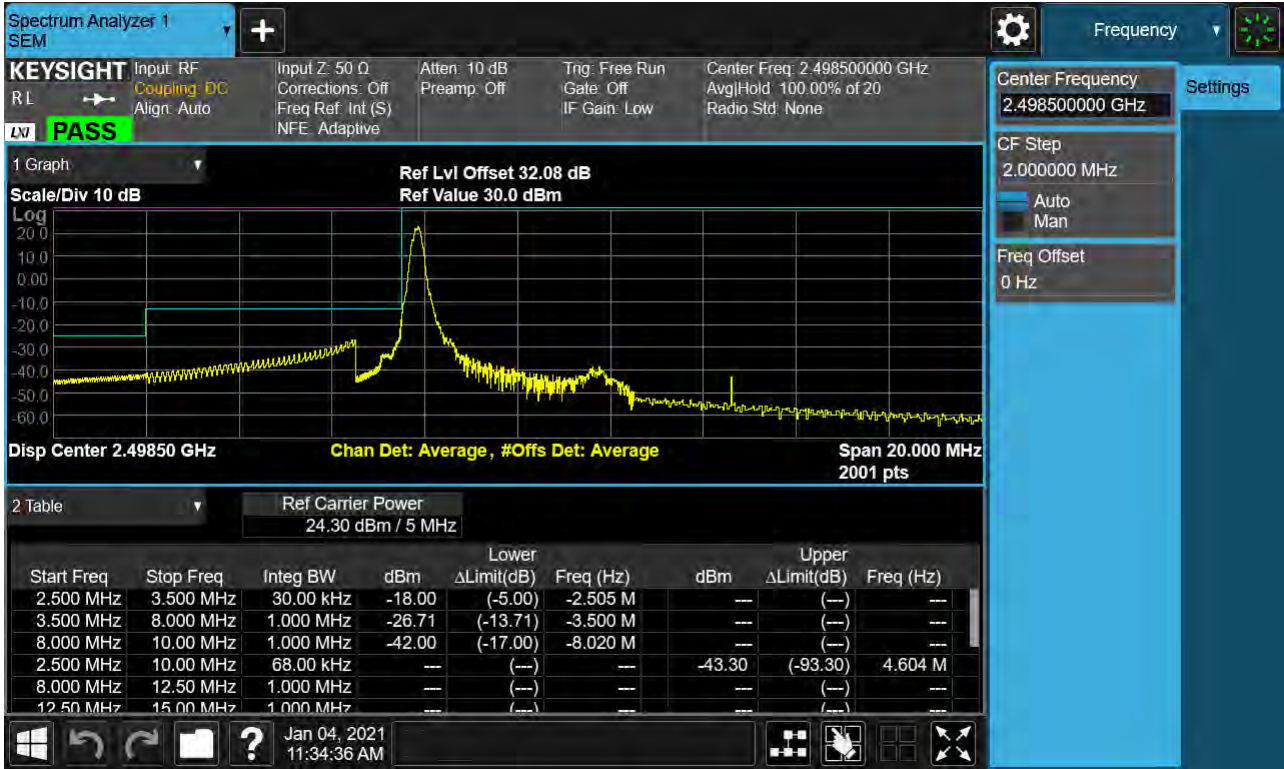 Spectrum Analyzer 1
SEM
Frequency
KEYSIGHT
RL
LXI
PASS
Input: RF
Coupling: DC
Align: Auto
Input Z: 50 Ω
Corrections: Off
Freq Ref: Int (S)
NFE: Adaptive
Atten: 10 dB
Preamp: Off
Trig: Free Run
Gate: Off
IF Gain: Low
Center Freq: 2.498500000 GHz
Avg|Hold: 100.00% of 20
Radio Std: None
Center Frequency
2.498500000 GHz
Settings
CF Step
2.000000 MHz
Auto
Man
Freq Offset
0 Hz
1 Graph
Scale/Div 10 dB
Ref Lvl Offset 32.08 dB
Ref Value 30.0 dBm
Log
20.0
10.0
0.00
-10.0
-20.0
-30.0
-40.0
-50.0
-60.0
Disp Center 2.49850 GHz
Chan Det: Average, #Offs Det: Average
Span 20.000 MHz
2001 pts
2 Table
Ref Carrier Power
24.30 dBm / 5 MHz
Lower Upper
Start Freq Stop Freq Integ BW dBm ΔLimit(dB) Freq (Hz) dBm ΔLimit(dB) Freq (Hz)
2.500 MHz 3.500 MHz 30.00 kHz -18.00 (-5.00) -2.505 M --- (---) ---
3.500 MHz 8.000 MHz 1.000 MHz -26.71 (-13.71) -3.500 M --- (---) ---
8.000 MHz 10.00 MHz 1.000 MHz -42.00 (-17.00) -8.020 M --- (---) ---
2.500 MHz 10.00 MHz 68.00 kHz --- (---) --- -43.30 (-93.30) 4.604 M
8.000 MHz 12.50 MHz 1.000 MHz --- (---) --- --- (---) ---
12.50 MHz 15.00 MHz 1.000 MHz --- (---) --- --- (---) ---
Jan 04, 2021
11:34:36 AM